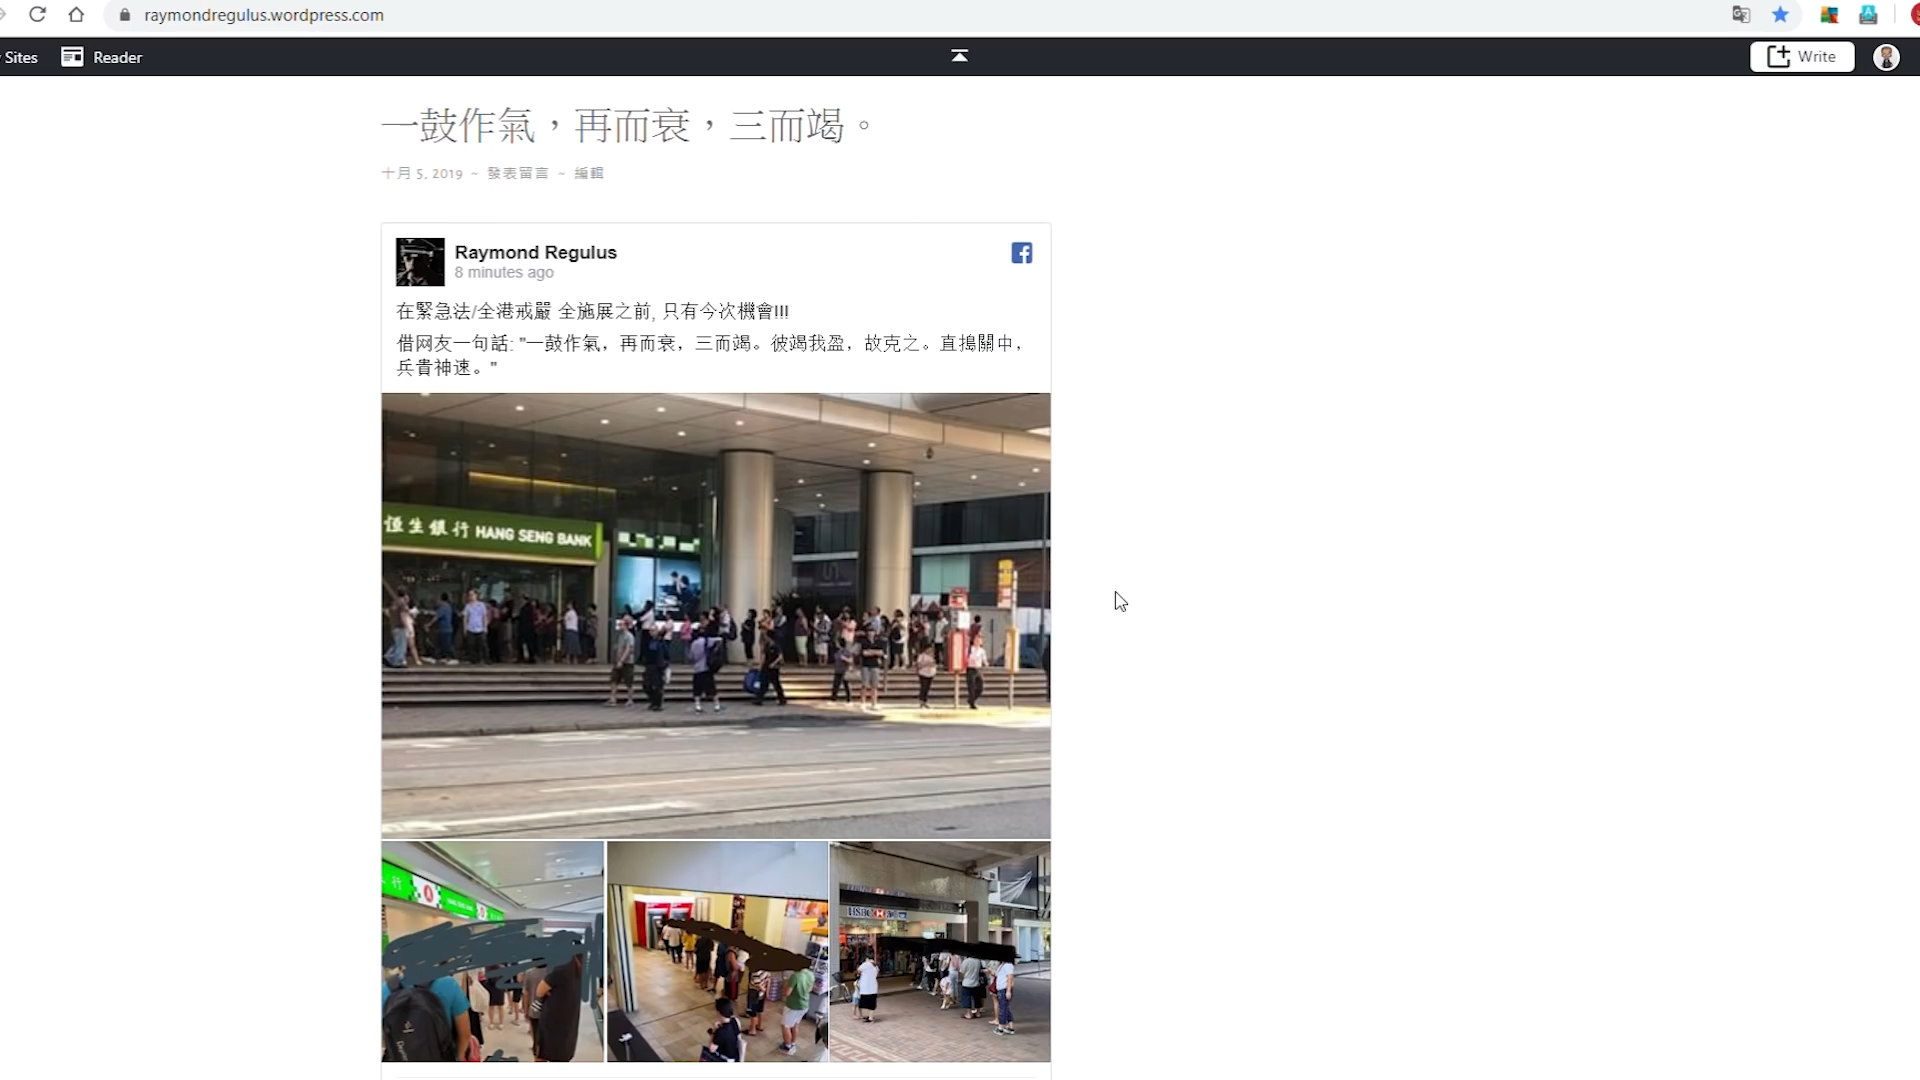 raymondregulus.wordpress.com
Sites
Reader
Write
一鼓作氣，再而衰，三而竭。
十月 5, 2019 ~ 發表留言 ~ 編輯
Raymond Regulus
8 minutes ago
在緊急法/全港戒嚴 全施展之前, 只有今次機會!!!
借网友一句話: "一鼓作氣，再而衰，三而竭。彼竭我盈，故克之。直搗關中，
兵貴神速。"
恒生銀行 HANG SENG BANK
行
HANG SENG BANK
HSBC